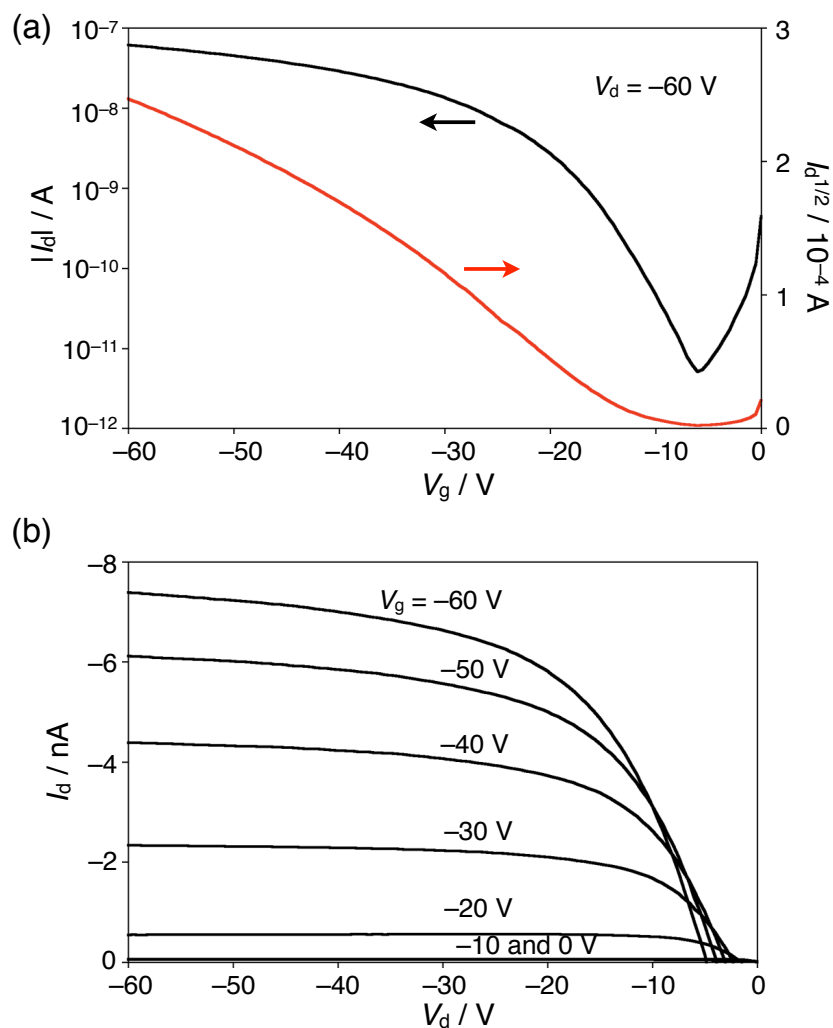 (a)
10⁻⁷
10⁻⁸
10⁻⁹
10⁻¹⁰
10⁻¹¹
10⁻¹²
|Id| / A
Vd = –60 V
3
2
1
0
Id^1/2 / 10⁻⁴ A
–60
–50
–40
–30
–20
–10
0
Vg / V
(b)
–8
–6
–4
–2
0
Id / nA
Vg = –60 V
–50 V
–40 V
–30 V
–20 V
–10 and 0 V
–60
–50
–40
–30
–20
–10
0
Vd / V